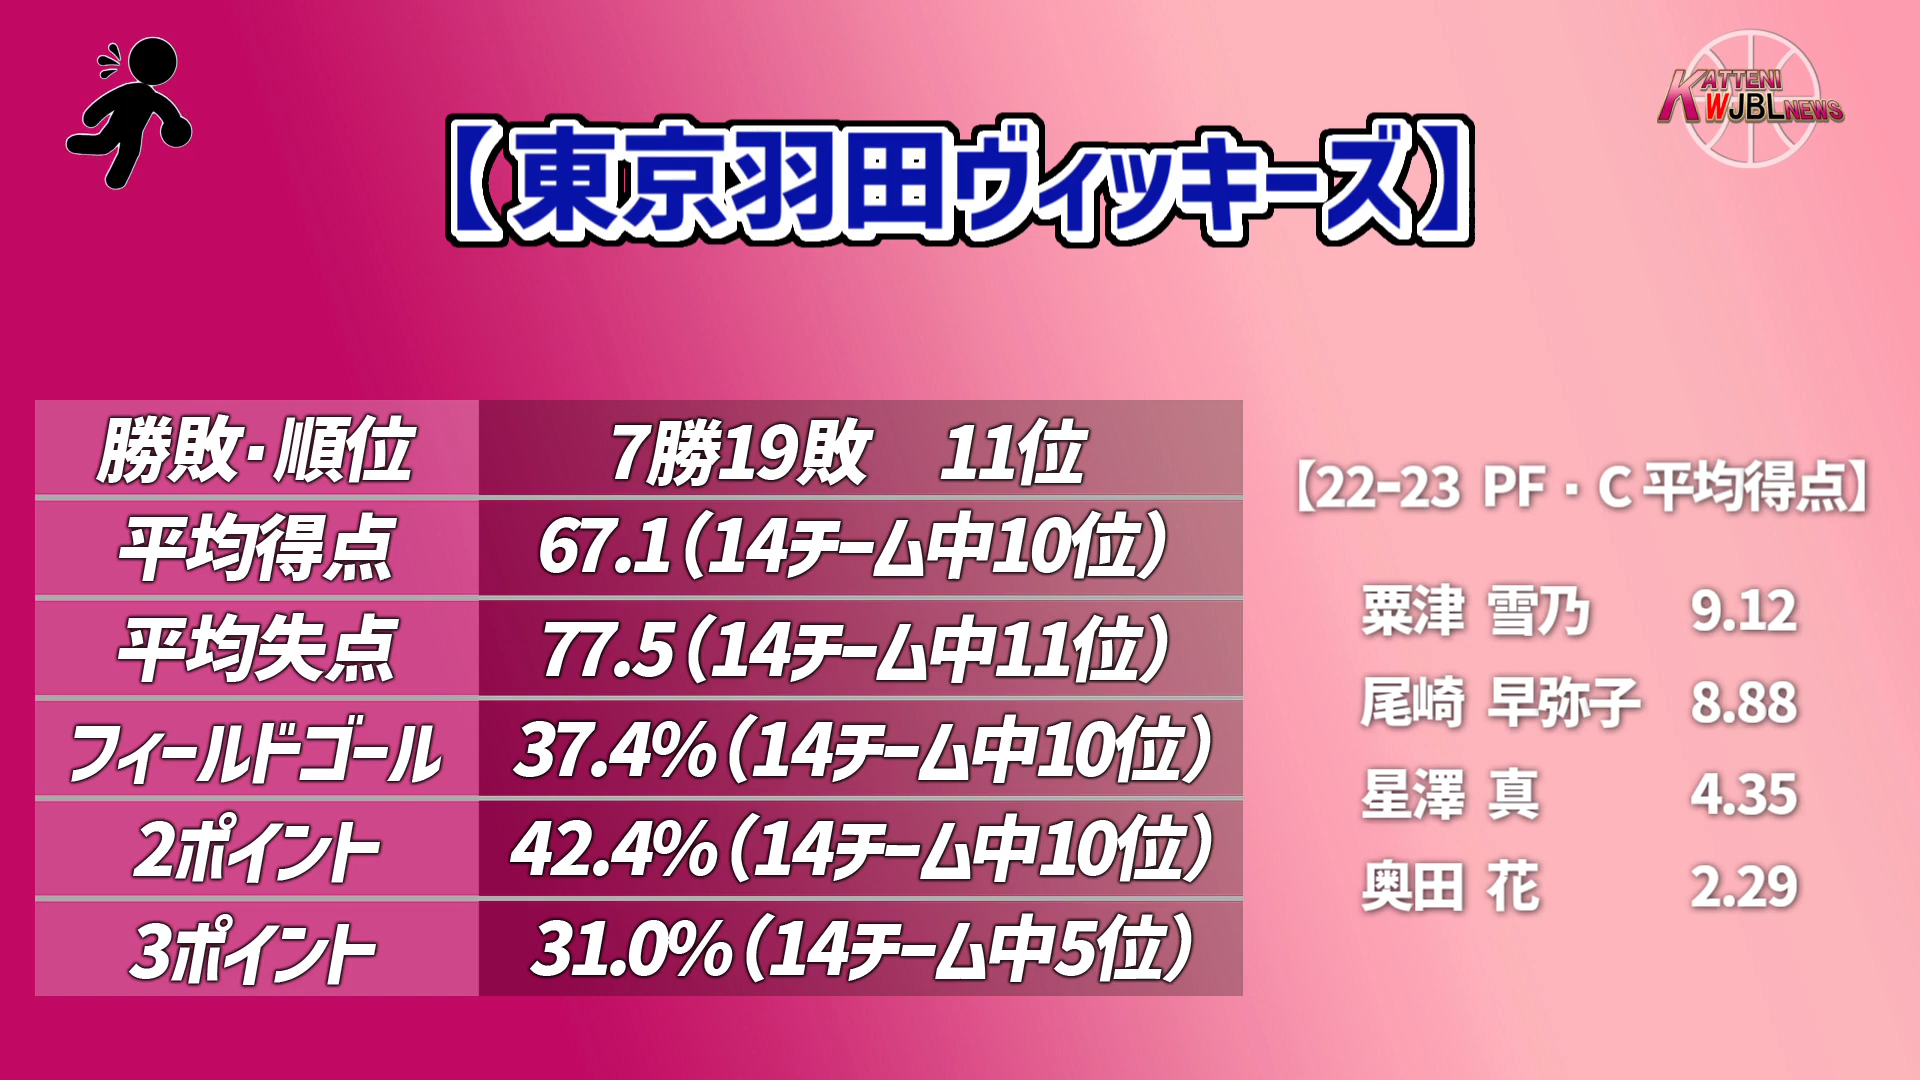 KATTENI
WJBL NEWS
【東京羽田ヴィッキーズ】
勝敗・順位 7勝19敗 11位
平均得点 67.1(14チーム中10位)
平均失点 77.5(14チーム中11位)
フィールドゴール 37.4%(14チーム中10位)
2ポイント 42.4%(14チーム中10位)
3ポイント 31.0%(14チーム中5位)
【22-23 PF・C 平均得点】
粟津 雪乃 9.12
尾崎 早弥子 8.88
星澤 真 4.35
奥田 花 2.29